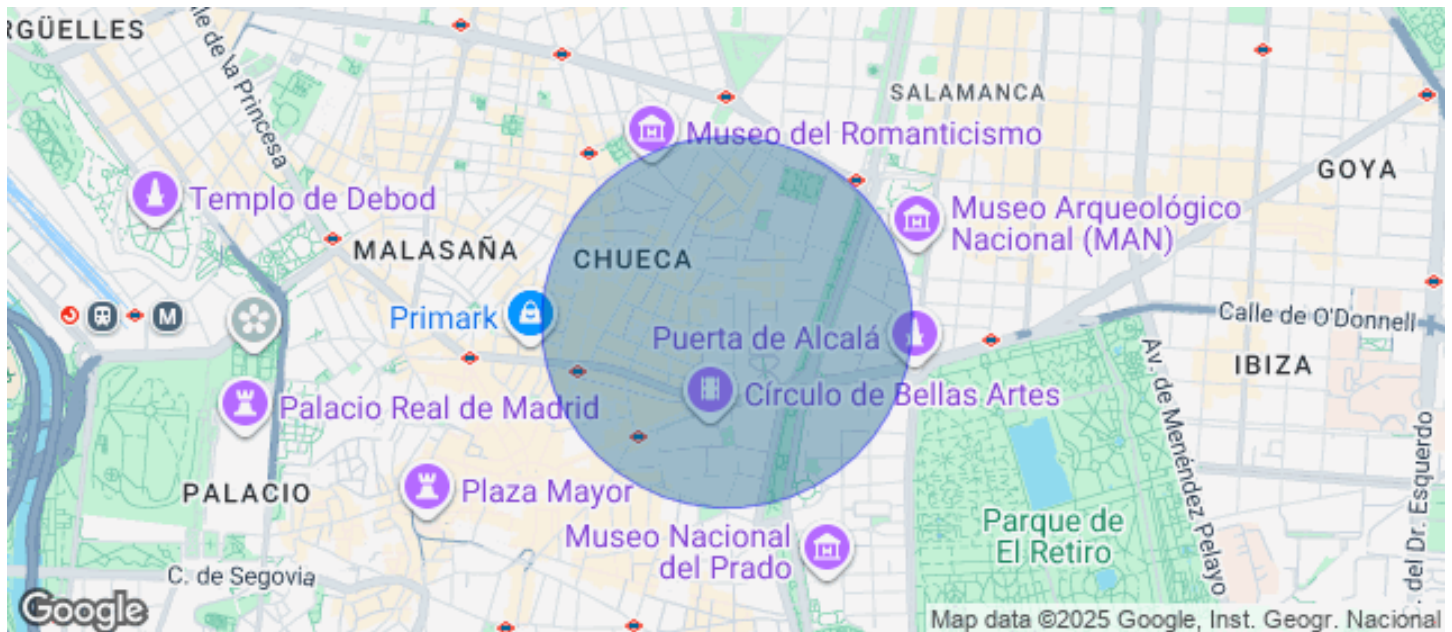 RGÜELLES
le de la Princesa
SALAMANCA
Museo del Romanticismo
GOYA
Templo de Debod
Museo Arqueológico
Nacional (MAN)
MALASAÑA
CHUECA
Primark
M
Puerta de Alcalá
Calle de O'Donnell
IBIZA
Palacio Real de Madrid
Círculo de Bellas Artes
Av. de Menéndez Pelayo
PALACIO
Plaza Mayor
Museo Nacional
del Prado
Parque de
El Retiro
C. de Segovia
. del Dr. Esquerdo
Google
Map data ©2025 Google, Inst. Geogr. Nacional